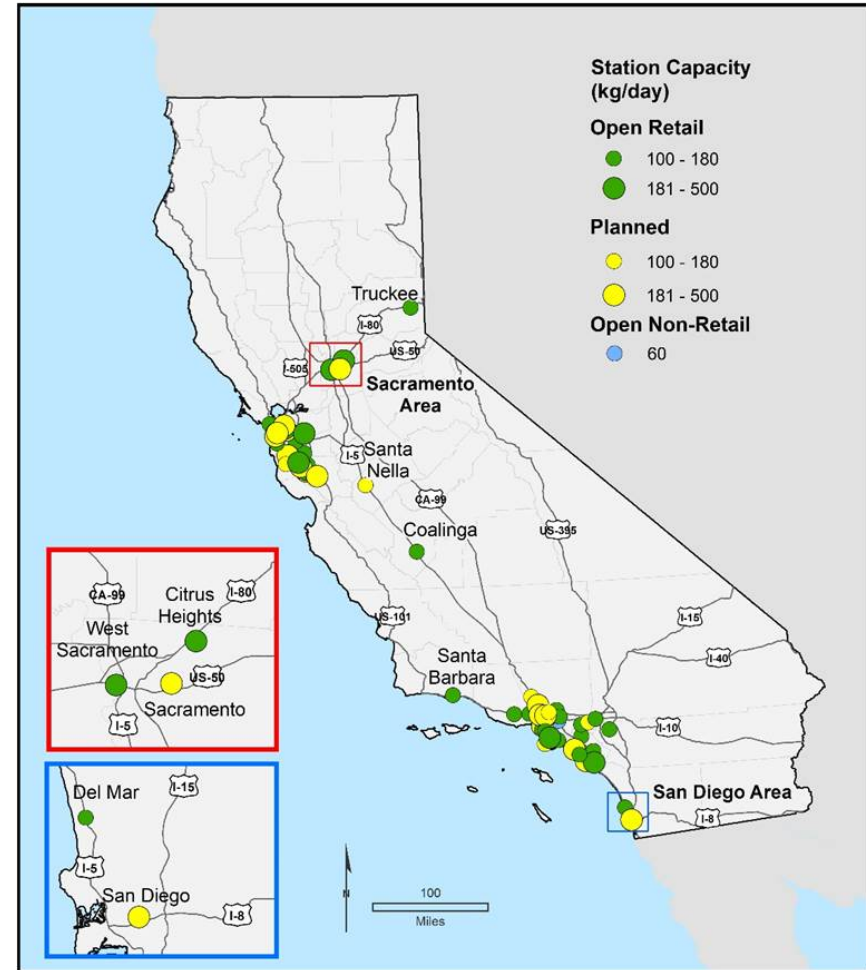 Station Capacity
(kg/day)
Open Retail
100 - 180
181 - 500
Planned
100 - 180
181 - 500
Open Non-Retail
60
Truckee
I-80
US-50
I-505
Sacramento
Area
I-5
Santa
Nella
CA-99
Coalinga
US-395
US-101
I-15
I-40
Santa
Barbara
I-10
San Diego Area
I-8
CA-99
Citrus
Heights
I-80
West
Sacramento
US-50
Sacramento
I-5
Del Mar
I-15
I-5
San Diego
I-8
N
100
Miles